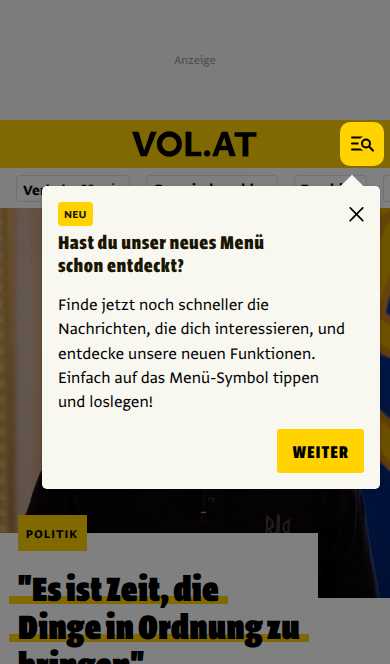 Anzeige
VOL.AT
NEU
Hast du unser neues Menü
schon entdeckt?
Finde jetzt noch schneller die
Nachrichten, die dich interessieren, und
entdecke unsere neuen Funktionen.
Einfach auf das Menü-Symbol tippen
und loslegen!
WEITER
POLITIK
"Es ist Zeit, die
Dinge in Ordnung zu
bringen"